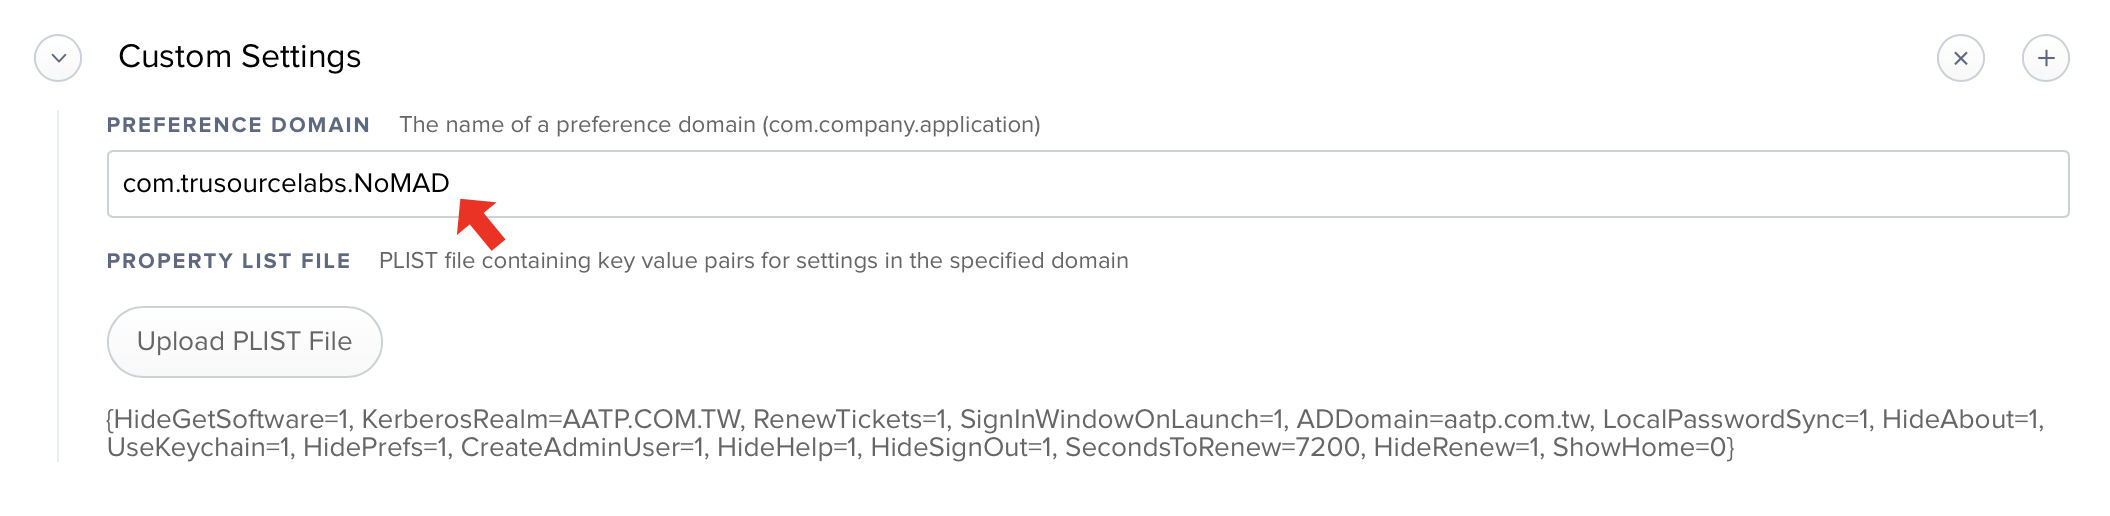 Custom Settings
PREFERENCE DOMAIN The name of a preference domain (com.company.application)
com.trusourcelabs.NoMAD
PROPERTY LIST FILE PLIST file containing key value pairs for settings in the specified domain
Upload PLIST File
{HideGetSoftware=1, KerberosRealm=AATP.COM.TW, RenewTickets=1, SignInWindowOnLaunch=1, ADDomain=aatp.com.tw, LocalPasswordSync=1, HideAbout=1,
UseKeychain=1, HidePrefs=1, CreateAdminUser=1, HideHelp=1, HideSignOut=1, SecondsToRenew=7200, HideRenew=1, ShowHome=0}